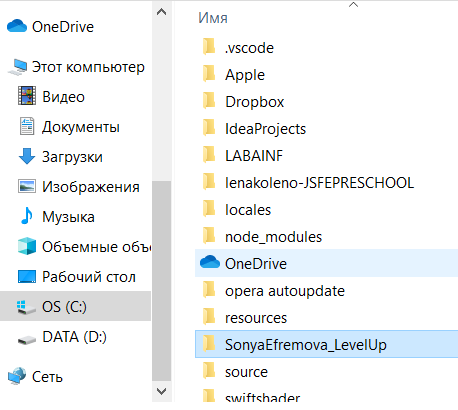 OneDrive
Этот компьютер
Видео
Документы
Загрузки
Изображения
Музыка
Объемные объ
Рабочий стол
OS (C:)
DATA (D:)
Сеть
Имя
.vscode
Apple
Dropbox
IdeaProjects
LABAINF
lenakoleno-JSFEPRESCHOOL
locales
node_modules
OneDrive
opera autoupdate
resources
SonyaEfremova_LevelUp
source
swiftshader